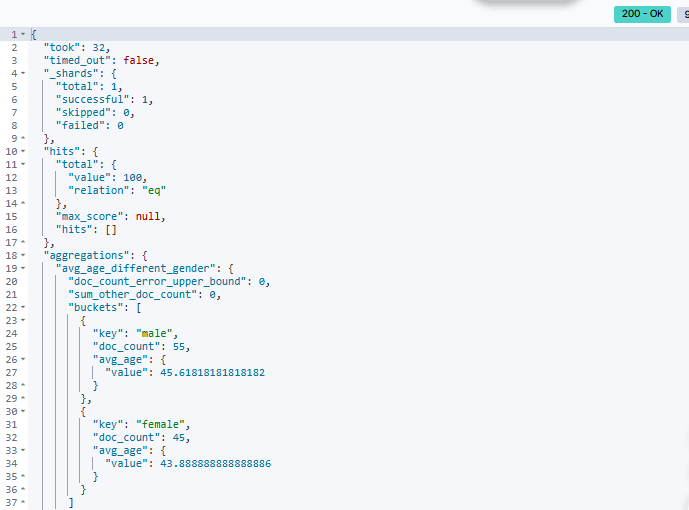 200 - OK
1 {
2 "took": 32,
3 "timed_out": false,
4 "_shards": {
5 "total": 1,
6 "successful": 1,
7 "skipped": 0,
8 "failed": 0
9 },
10 "hits": {
11 "total": {
12 "value": 100,
13 "relation": "eq"
14 },
15 "max_score": null,
16 "hits": []
17 },
18 "aggregations": {
19 "avg_age_different_gender": {
20 "doc_count_error_upper_bound": 0,
21 "sum_other_doc_count": 0,
22 "buckets": [
23 {
24 "key": "male",
25 "doc_count": 55,
26 "avg_age": {
27 "value": 45.61818181818182
28 }
29 },
30 {
31 "key": "female",
32 "doc_count": 45,
33 "avg_age": {
34 "value": 43.888888888888886
35 }
36 }
37 ]